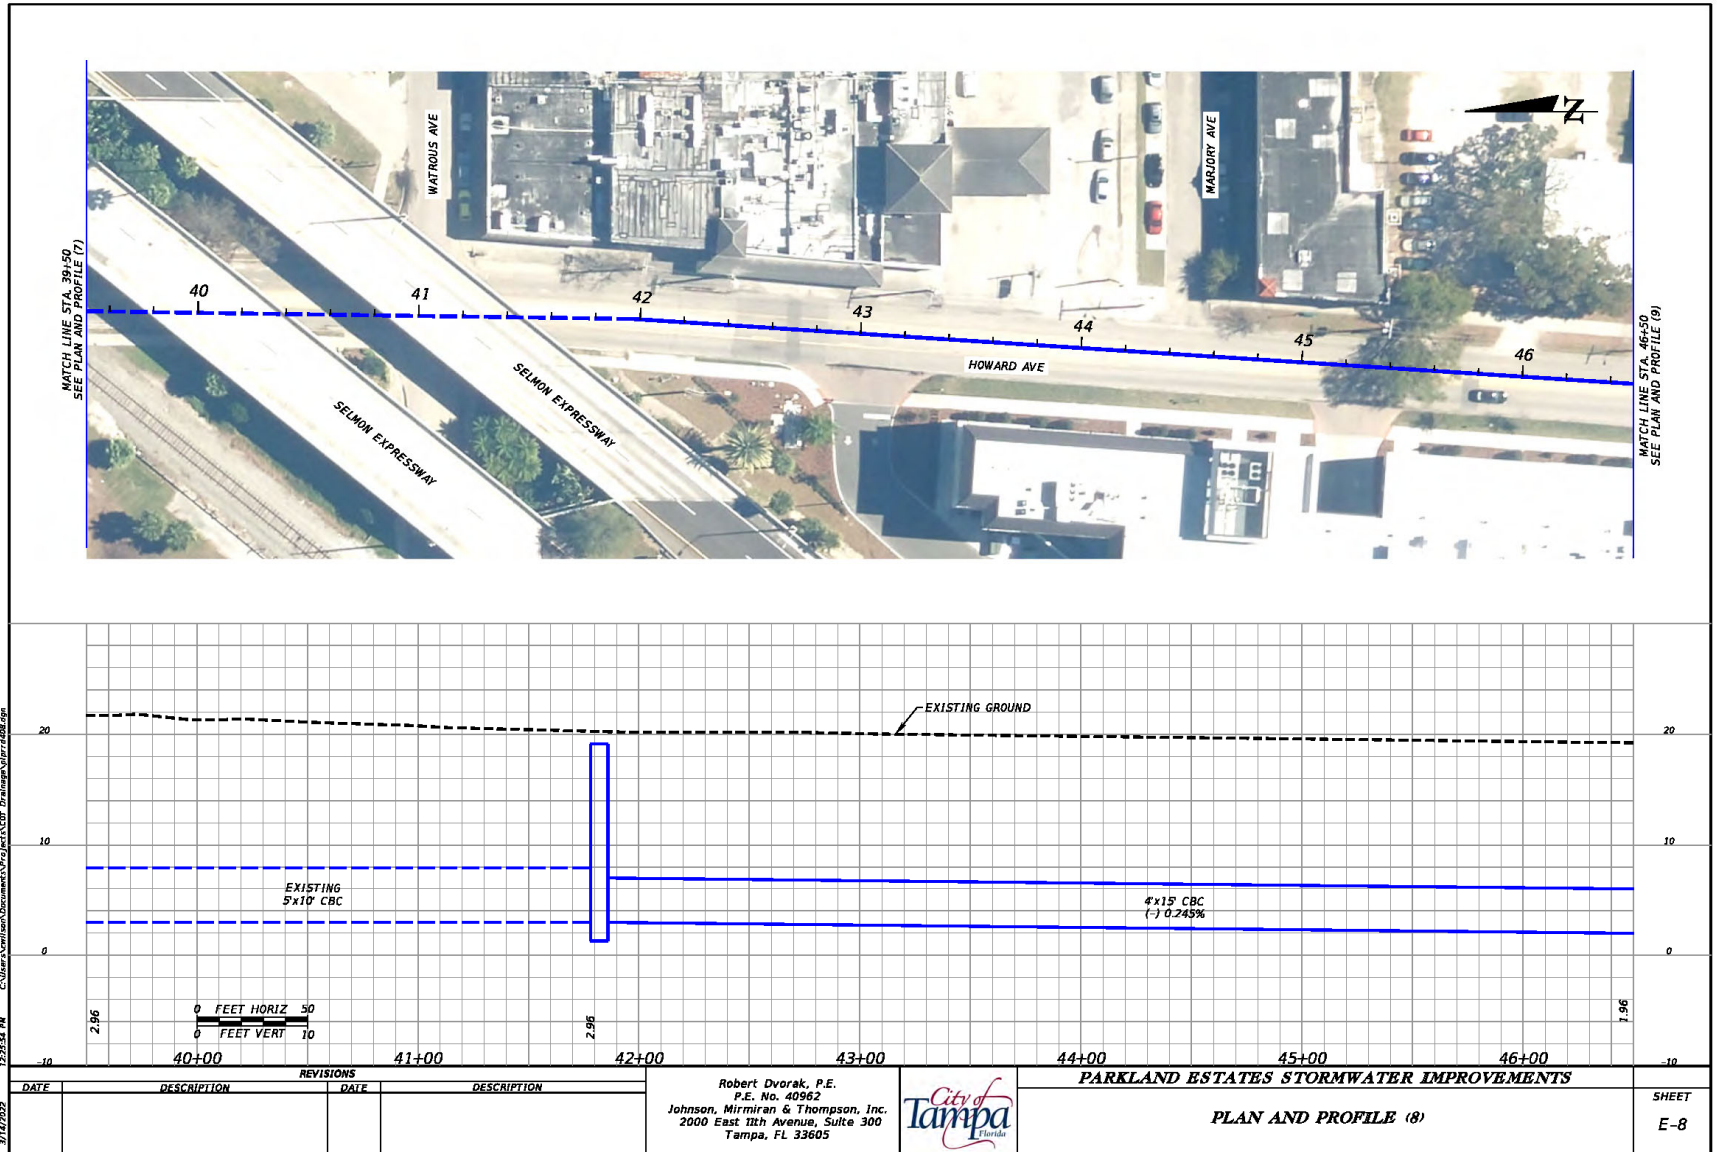 WATROUS AVE
MARJORY AVE
Z
MATCH LINE STA. 39+50
SEE PLAN AND PROFILE (7)
40
41
42
43
44
45
46
HOWARD AVE
SELMON EXPRESSWAY
SELMON EXPRESSWAY
MATCH LINE STA. 46+50
SEE PLAN AND PROFILE (9)
EXISTING GROUND
20
20
10
10
EXISTING
5'x10' CBC
4'x15' CBC
(-) 0.245%
0
0
2.96
2.96
1.96
0 FEET HORIZ 50
0 FEET VERT 10
-10
40+00
41+00
42+00
43+00
44+00
45+00
46+00
-10
3/14/2022
12:25:54 PM
REVISIONS
DATE
DESCRIPTION
DATE
DESCRIPTION
Robert Dvorak, P.E.
P.E. No. 40962
Johnson, Mirmiran & Thompson, Inc.
2000 East 11th Avenue, Suite 300
Tampa, FL 33605
City of
Tampa
Florida
PARKLAND ESTATES STORMWATER IMPROVEMENTS
PLAN AND PROFILE (8)
SHEET
E-8